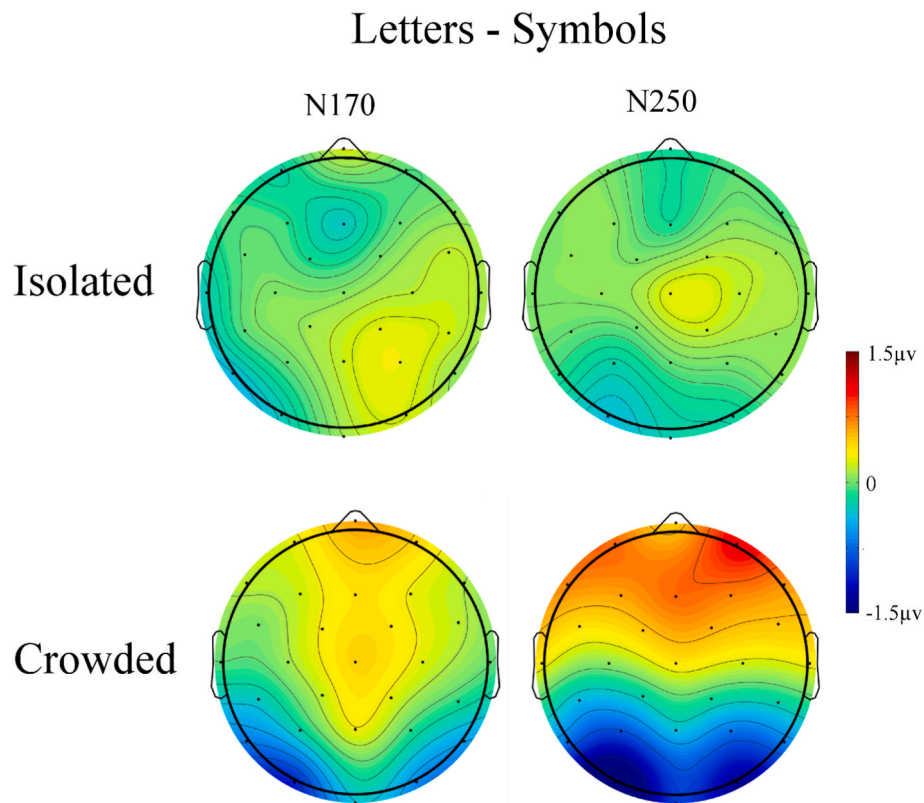 Letters - Symbols
N170
N250
Isolated
1.5µv
0
-1.5µv
Crowded